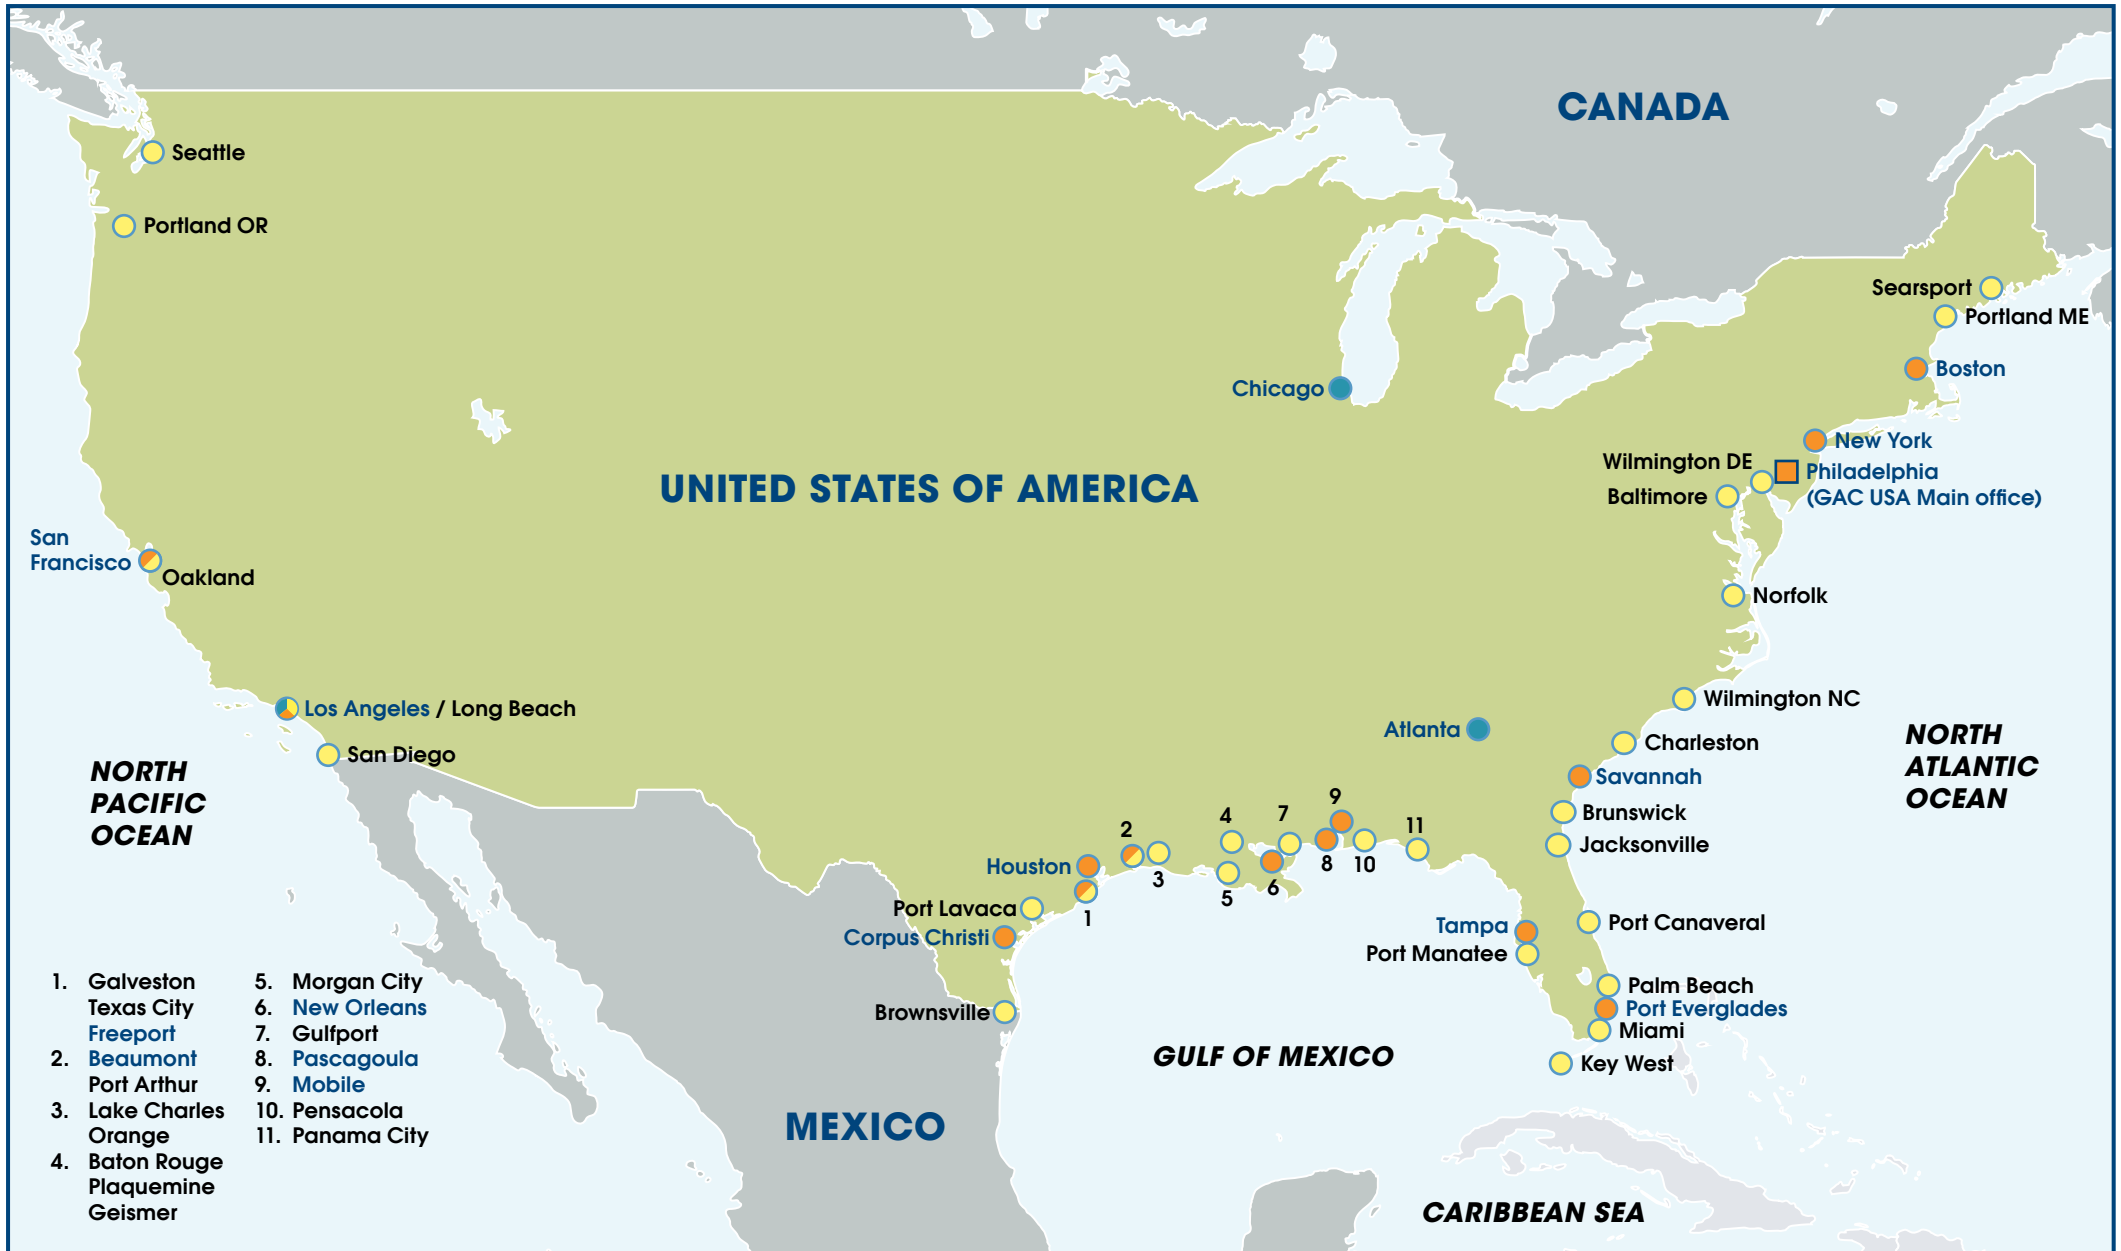 CANADA
Seattle
Portland OR
Searsport
Portland ME
Boston
Chicago
New York
Wilmington DE
Philadelphia
(GAC USA Main office)
Baltimore
UNITED STATES OF AMERICA
San
Francisco
Oakland
Norfolk
Los Angeles / Long Beach
San Diego
Wilmington NC
Atlanta
Charleston
Savannah
NORTH
PACIFIC
OCEAN
NORTH
ATLANTIC
OCEAN
Brunswick
Jacksonville
9
4
7
11
2
Houston
3
8
10
5
6
1
Port Lavaca
Corpus Christi
Brownsville
Tampa
Port Manatee
Port Canaveral
Palm Beach
Port Everglades
Miami
Key West
GULF OF MEXICO
MEXICO
CARIBBEAN SEA
1. Galveston
Texas City
Freeport
2. Beaumont
Port Arthur
3. Lake Charles
Orange
4. Baton Rouge
Plaquemine
Geismer
5. Morgan City
6. New Orleans
7. Gulfport
8. Pascagoula
9. Mobile
10. Pensacola
11. Panama City